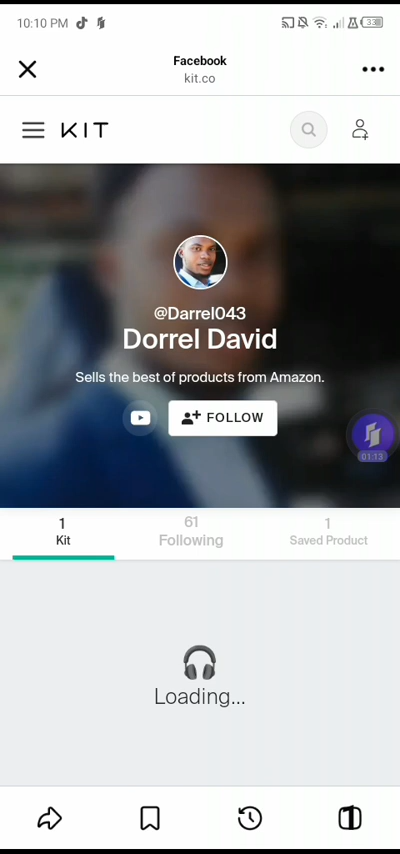 10:10 PM
33
Facebook
kit.co
KIT
@Darrel043
Dorrel David
Sells the best of products from Amazon.
FOLLOW
01:13
1
Kit
61
Following
1
Saved Product
Loading...